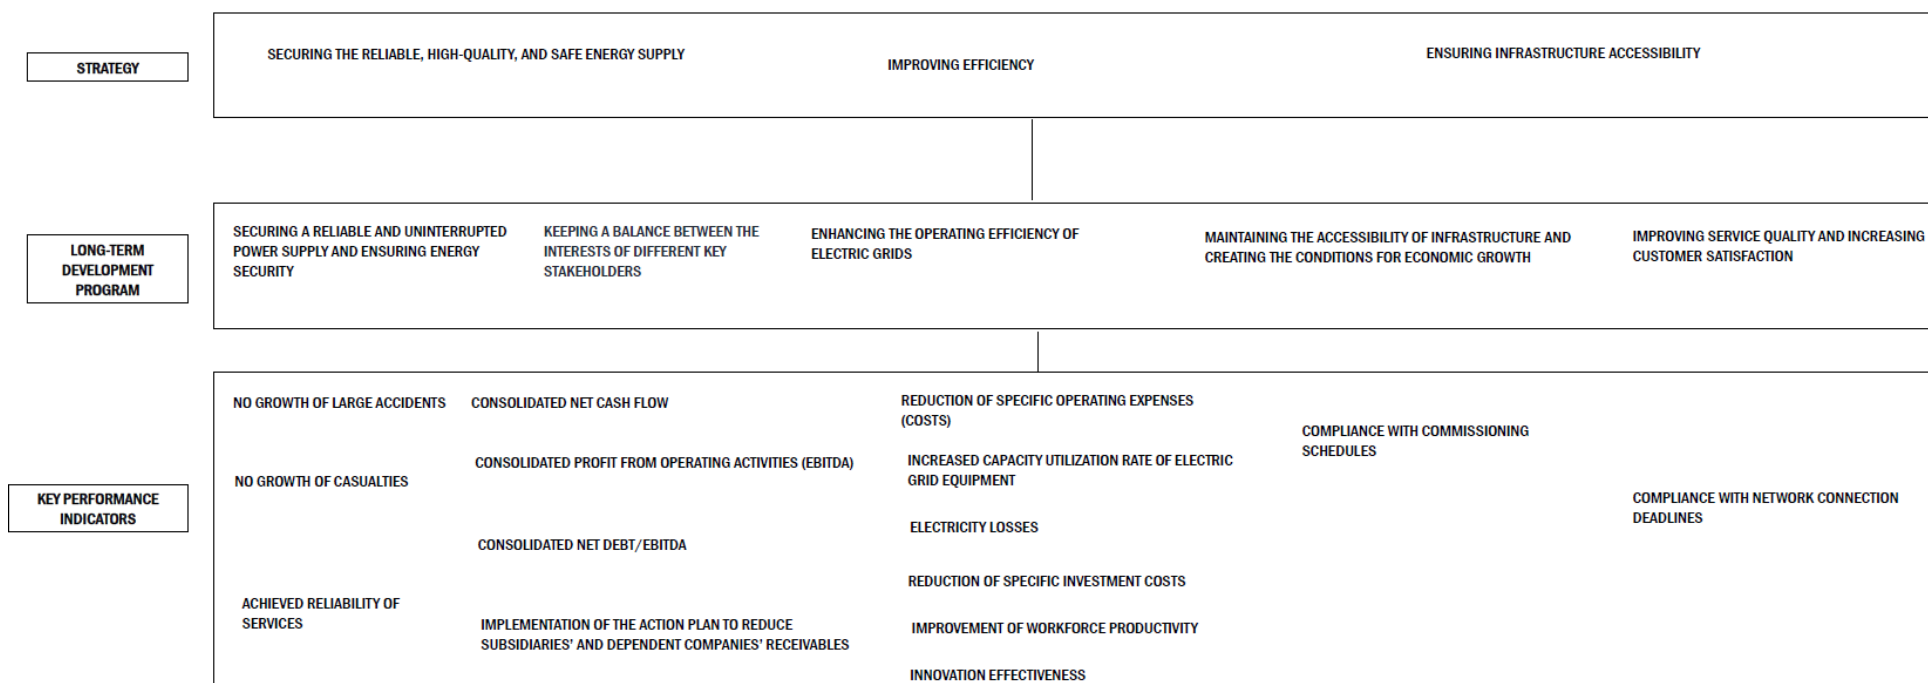 STRATEGY
SECURING THE RELIABLE, HIGH-QUALITY, AND SAFE ENERGY SUPPLY
IMPROVING EFFICIENCY
ENSURING INFRASTRUCTURE ACCESSIBILITY
LONG-TERM
DEVELOPMENT
PROGRAM
SECURING A RELIABLE AND UNINTERRUPTED
POWER SUPPLY AND ENSURING ENERGY
SECURITY
KEEPING A BALANCE BETWEEN THE
INTERESTS OF DIFFERENT KEY
STAKEHOLDERS
ENHANCING THE OPERATING EFFICIENCY OF
ELECTRIC GRIDS
MAINTAINING THE ACCESSIBILITY OF INFRASTRUCTURE AND
CREATING THE CONDITIONS FOR ECONOMIC GROWTH
IMPROVING SERVICE QUALITY AND INCREASING
CUSTOMER SATISFACTION
KEY PERFORMANCE
INDICATORS
NO GROWTH OF LARGE ACCIDENTS
NO GROWTH OF CASUALTIES
ACHIEVED RELIABILITY OF
SERVICES
CONSOLIDATED NET CASH FLOW
CONSOLIDATED PROFIT FROM OPERATING ACTIVITIES (EBITDA)
CONSOLIDATED NET DEBT/EBITDA
IMPLEMENTATION OF THE ACTION PLAN TO REDUCE
SUBSIDIARIES' AND DEPENDENT COMPANIES' RECEIVABLES
REDUCTION OF SPECIFIC OPERATING EXPENSES
(COSTS)
INCREASED CAPACITY UTILIZATION RATE OF ELECTRIC
GRID EQUIPMENT
ELECTRICITY LOSSES
REDUCTION OF SPECIFIC INVESTMENT COSTS
IMPROVEMENT OF WORKFORCE PRODUCTIVITY
INNOVATION EFFECTIVENESS
COMPLIANCE WITH COMMISSIONING
SCHEDULES
COMPLIANCE WITH NETWORK CONNECTION
DEADLINES